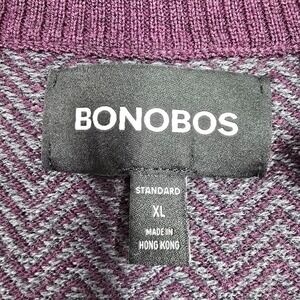 BONOBOS
STANDARD
XL
MADE IN
HONG KONG